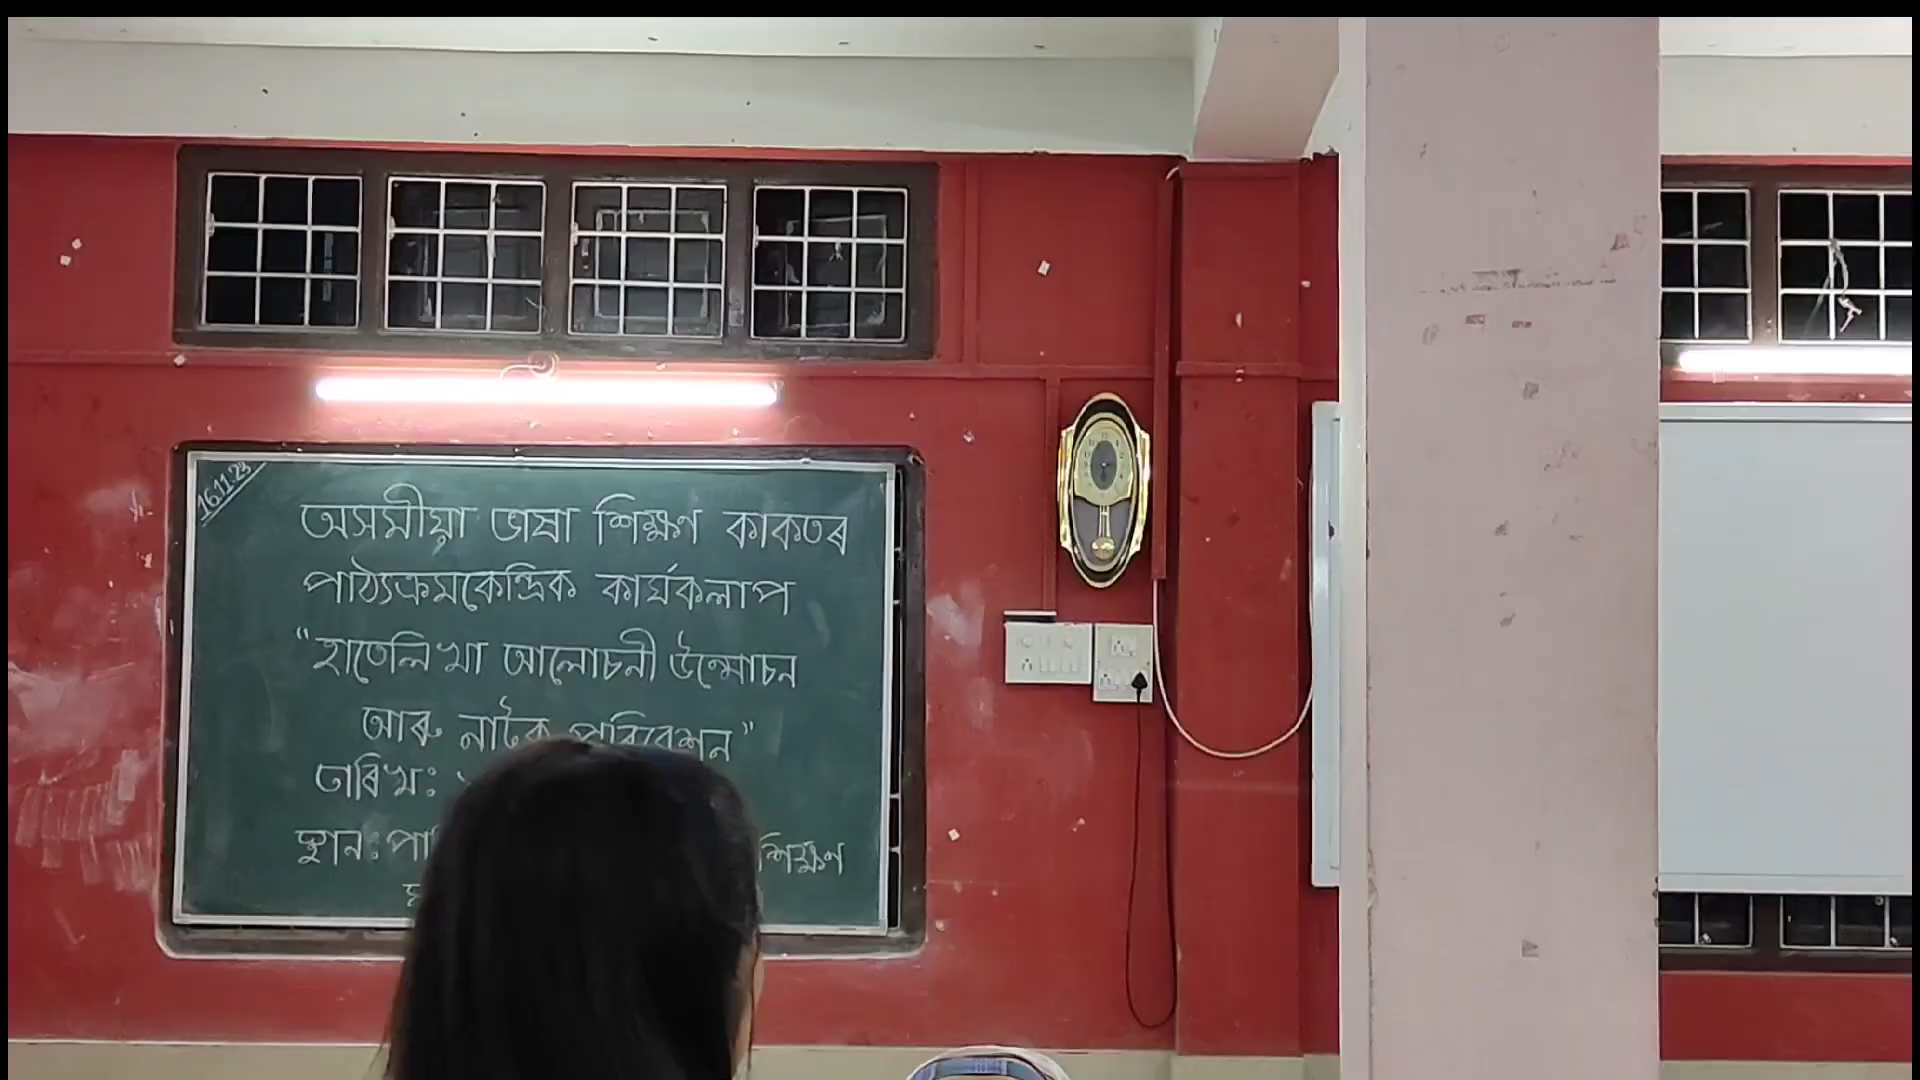 16.11.23
অসমীয়া ভাষা শিক্ষণ কাকতৰ
পাঠ্যক্ৰমকেন্দ্ৰিক কাৰ্যকলাপ
“হাতেলিখা আলোচনী উন্মোচন
আৰু নাটক পৰিবেশন”
তাৰিখ:
স্থান: শিক্ষণ